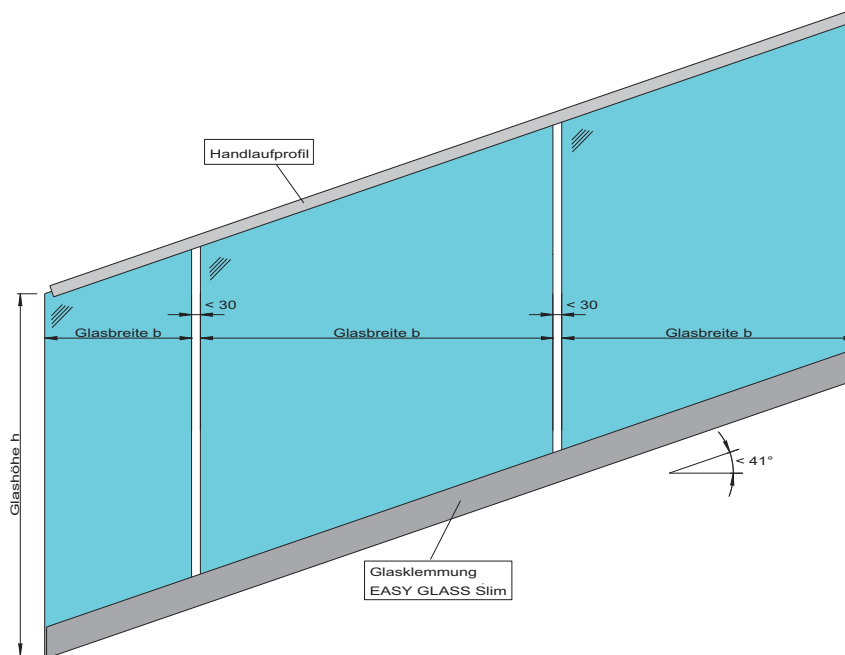 Handlaufprofil
< 30
< 30
Glasbreite b
Glasbreite b
Glasbreite b
Glashöhe h
< 41°
Glasklemmung
EASY GLASS Slim